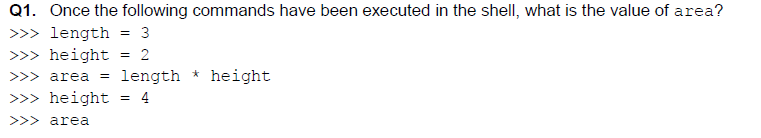 Q1. Once the following commands have been executed in the shell, what is the value of area?
>>> length = 3
>>> height = 2
>>> area = length * height
>>> height = 4
>>> area